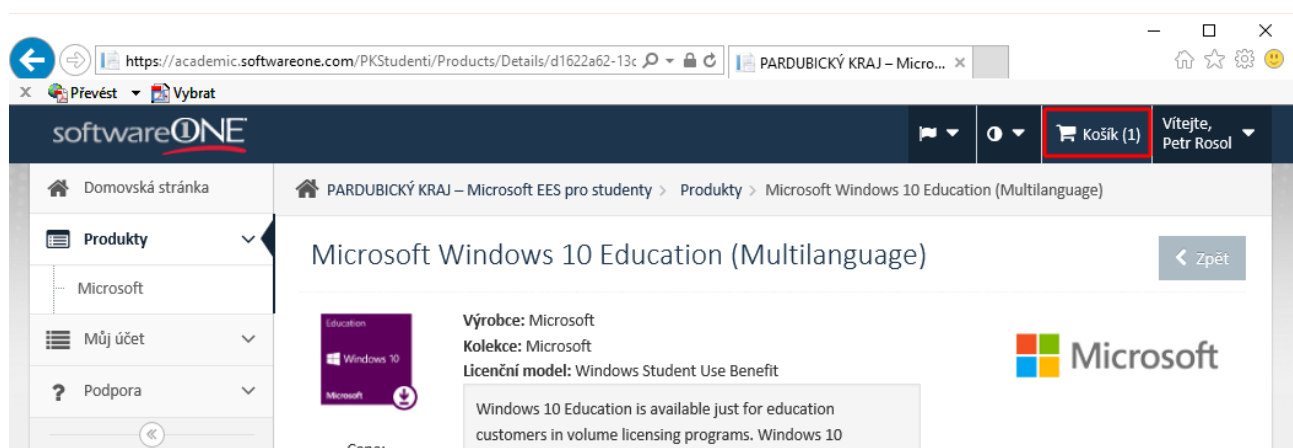 https://academic.softwareone.com/PKStudenti/Products/Details/d1622a62-13c
PARDUBICKÝ KRAJ – Micro...
Převést
Vybrat
softwareONE
Košík (1)
Vítejte,
Petr Rosol
Domovská stránka
PARDUBICKÝ KRAJ – Microsoft EES pro studenty > Produkty > Microsoft Windows 10 Education (Multilanguage)
Produkty
Microsoft
Můj účet
Podpora
Microsoft Windows 10 Education (Multilanguage)
Zpět
Education
Windows 10
Microsoft
Výrobce: Microsoft
Kolekce: Microsoft
Licenční model: Windows Student Use Benefit
Microsoft
Windows 10 Education is available just for education
customers in volume licensing programs. Windows 10